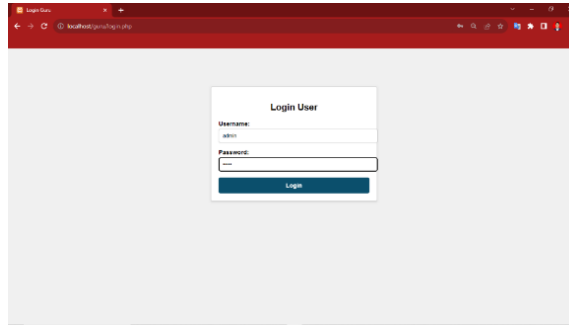 Login Guru
localhost/guru/login.php
Login User
Username:
admin
Password:
Login